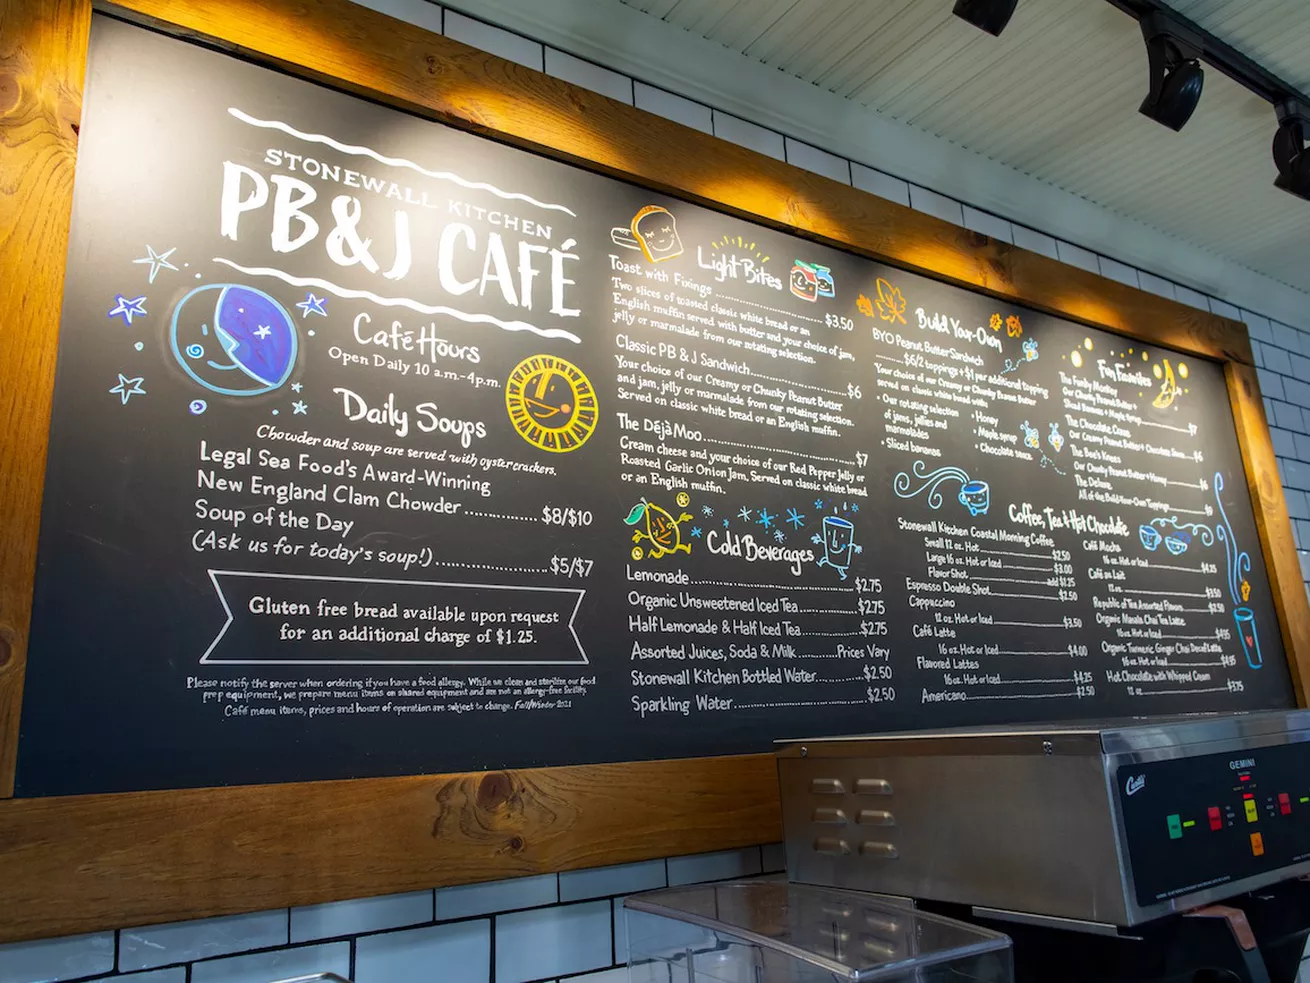 STONEWALL KITCHEN
PB&J CAFÉ
Café Hours
Open Daily 10 a.m.-4p.m.
Daily Soups
Chowder and soup are served with oyster crackers.
Legal Sea Food's Award-Winning
New England Clam Chowder .............. $8/$10
Soup of the Day
(Ask us for today's soup!) .............. $5/$7
Gluten free bread available upon request
for an additional charge of $1.25.
Please notify the server when ordering if you have a food allergy. While we clean and sterilize our food
prep equipment, we prepare menu items on shared equipment and are not an allergy-free facility.
Café menu items, prices and hours of operation are subject to change. Fall/Winter 2021
Light Bites
Toast with Fixings .............. $3.50
Two slices of toasted classic white bread or an
English muffin served with butter and your choice of jam,
jelly or marmalade from our rotating selection.
Classic PB & J Sandwich .............. $6
Your choice of our Creamy or Chunky Peanut Butter
and jam, jelly or marmalade from our rotating selection.
Served on classic white bread or an English muffin.
The Déjà Moo .............. $7
Cream cheese and your choice of our Red Pepper Jelly or
Roasted Garlic Onion Jam, Served on classic white bread
or an English muffin.
Cold Beverages
Lemonade .............. $2.75
Organic Unsweetened Iced Tea .............. $2.75
Half Lemonade & Half Iced Tea .............. $2.75
Assorted Juices, Soda & Milk .............. Prices Vary
Stonewall Kitchen Bottled Water .............. $2.50
Sparkling Water .............. $2.50
Build Your-Own
BYO Peanut Butter Sandwich
.............. $6/2 toppings + $1 per additional topping
Your choice of our Creamy or Chunky Peanut Butter
served on classic white bread with:
• Our rotating selection
of jams, jellies and
marmalades
• Sliced bananas
• Honey
• Maple syrup
• Chocolate sauce
Fun Favorites
The Funky Monkey
Our Chunky Peanut Butter +
Sliced Bananas + Maple Syrup .............. $7
The Chocolate Covers
Our Creamy Peanut Butter + Chocolate Sauce .............. $6
The Bee's Knees
Our Chunky Peanut Butter + Honey .............. $6
The Deluxe
All of the Build-Your-Own Toppings .............. $9
Coffee, Tea & Hot Chocolate
Stonewall Kitchen Coastal Morning Coffee
Small 12 oz. Hot .............. $2.50
Large 16 oz. Hot or Iced .............. $3.00
Flavor Shot .............. add $1.25
Espresso Double Shot .............. $2.50
Cappuccino
12 oz. Hot or Iced .............. $3.50
Café Latte
16 oz. Hot or Iced .............. $4.00
Flavored Lattes
16 oz. Hot or Iced .............. $4.25
Americano .............. $2.50
Café Mocha
16 oz. Hot or Iced .............. $4.25
Café au Lait
12 oz. .............. $3.50
Republic of Tea Assorted Flavors .............. $2.50
Organic Masala Chai Tea Latte
16 oz. Hot or Iced .............. $4.95
Organic Turmeric Ginger Chai Decaf Latte
16 oz. Hot or Iced .............. $4.95
Hot Chocolate with Whipped Cream
12 oz. .............. $3.75
Curtis
GEMINI